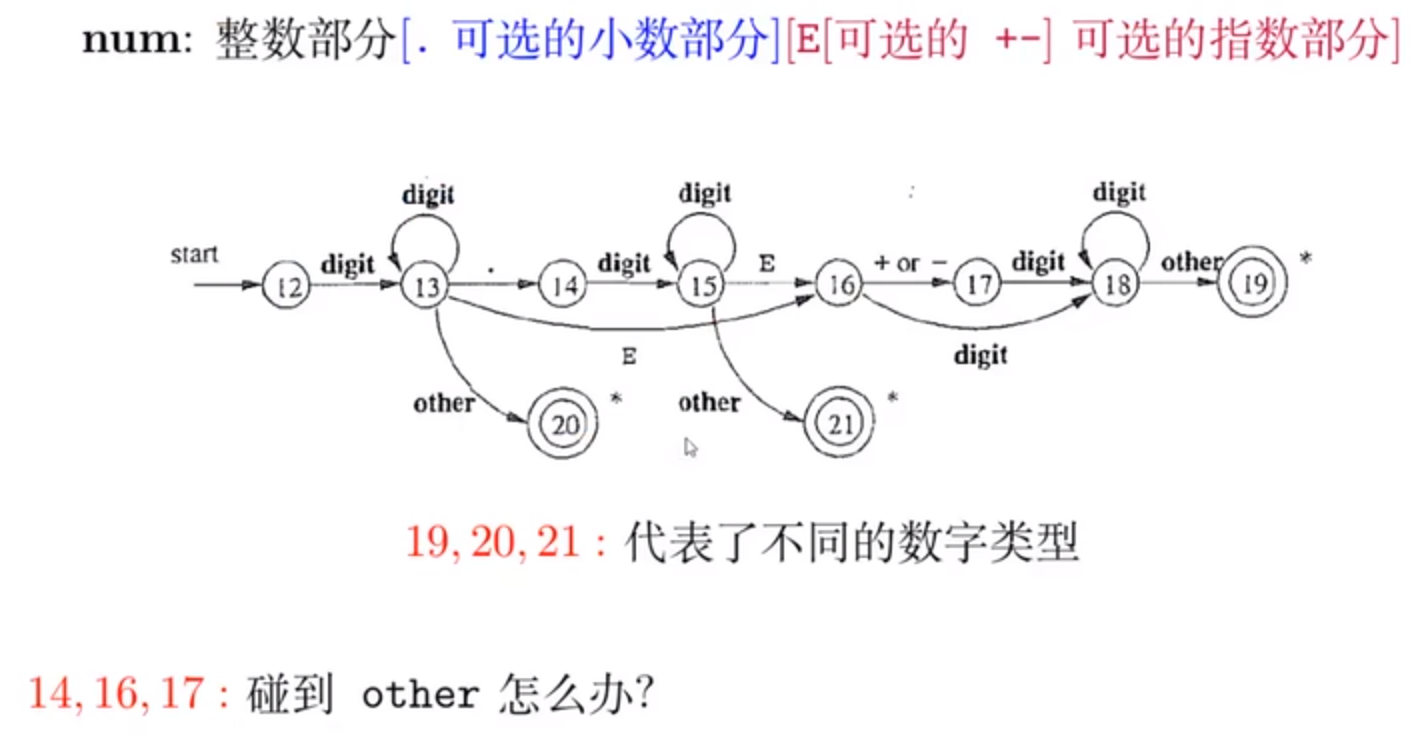 num: 整数部分[. 可选的小数部分][E[可选的 +-] 可选的指数部分]
digit digit digit
start digit . digit E + or - digit other *
12 13 14 15 16 17 18 19
E digit
other * other *
20 21
19, 20, 21 : 代表了不同的数字类型
14, 16, 17 : 碰到 other 怎么办?